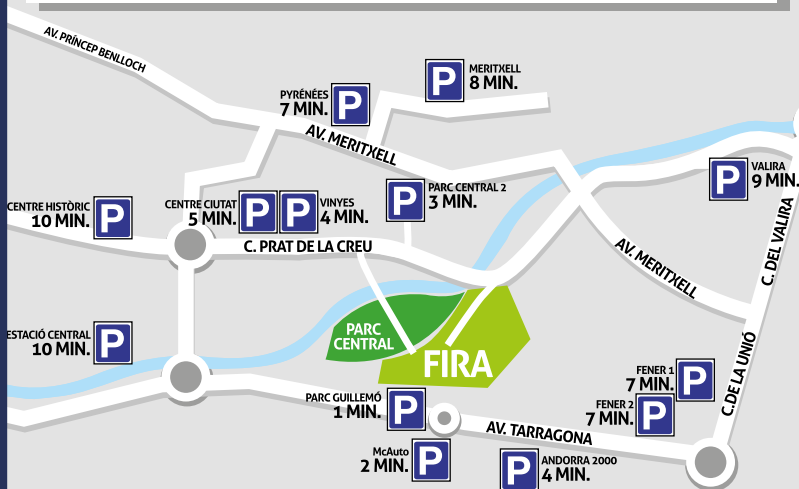 AV. PRÍNCEP BENLLOCH
MERITXELL
8 MIN.
P
PYRÉNÉES
7 MIN.
P
AV. MERITXELL
VALIRA
9 MIN.
P
CENTRE HISTÒRIC
10 MIN.
P
CENTRE CIUTAT
5 MIN.
P
P
VINYES
4 MIN.
P
PARC CENTRAL 2
3 MIN.
C. PRAT DE LA CREU
AV. MERITXELL
C. DEL VALIRA
ESTACIÓ CENTRAL
10 MIN.
P
PARC
CENTRAL
FIRA
C.DE LA UNIÓ
FENER 1
7 MIN.
P
FENER 2
7 MIN.
P
PARC GUILLEMÓ
1 MIN.
P
AV. TARRAGONA
McAuto
2 MIN.
P
P
ANDORRA 2000
4 MIN.